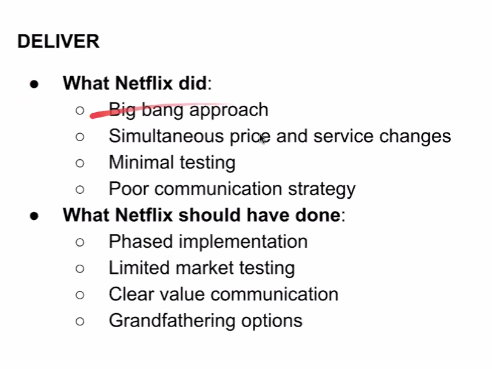 DELIVER
● What Netflix did:
○ Big bang approach
○ Simultaneous price and service changes
○ Minimal testing
○ Poor communication strategy
● What Netflix should have done:
○ Phased implementation
○ Limited market testing
○ Clear value communication
○ Grandfathering options